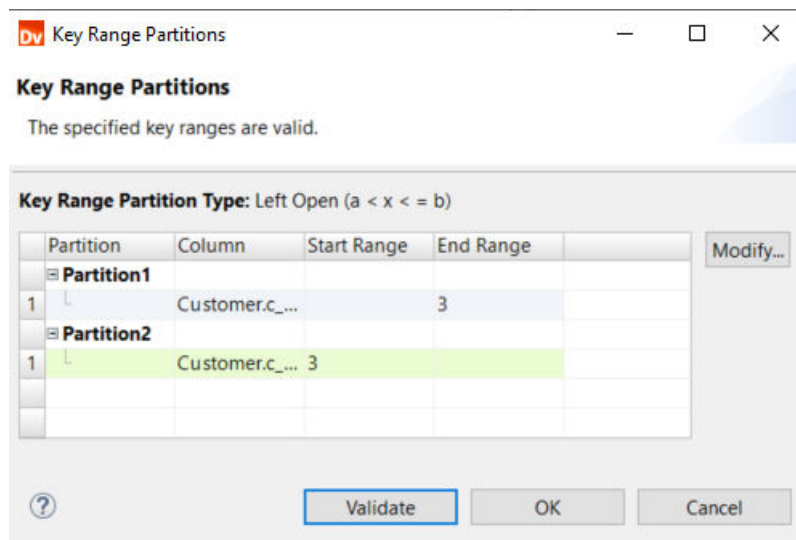 Dv Key Range Partitions
Key Range Partitions
The specified key ranges are valid.
Key Range Partition Type: Left Open (a < x < = b)
Partition Column Start Range End Range
Modify...
Partition1
1 Customer.c_... 3
Partition2
1 Customer.c_... 3
? Validate OK Cancel